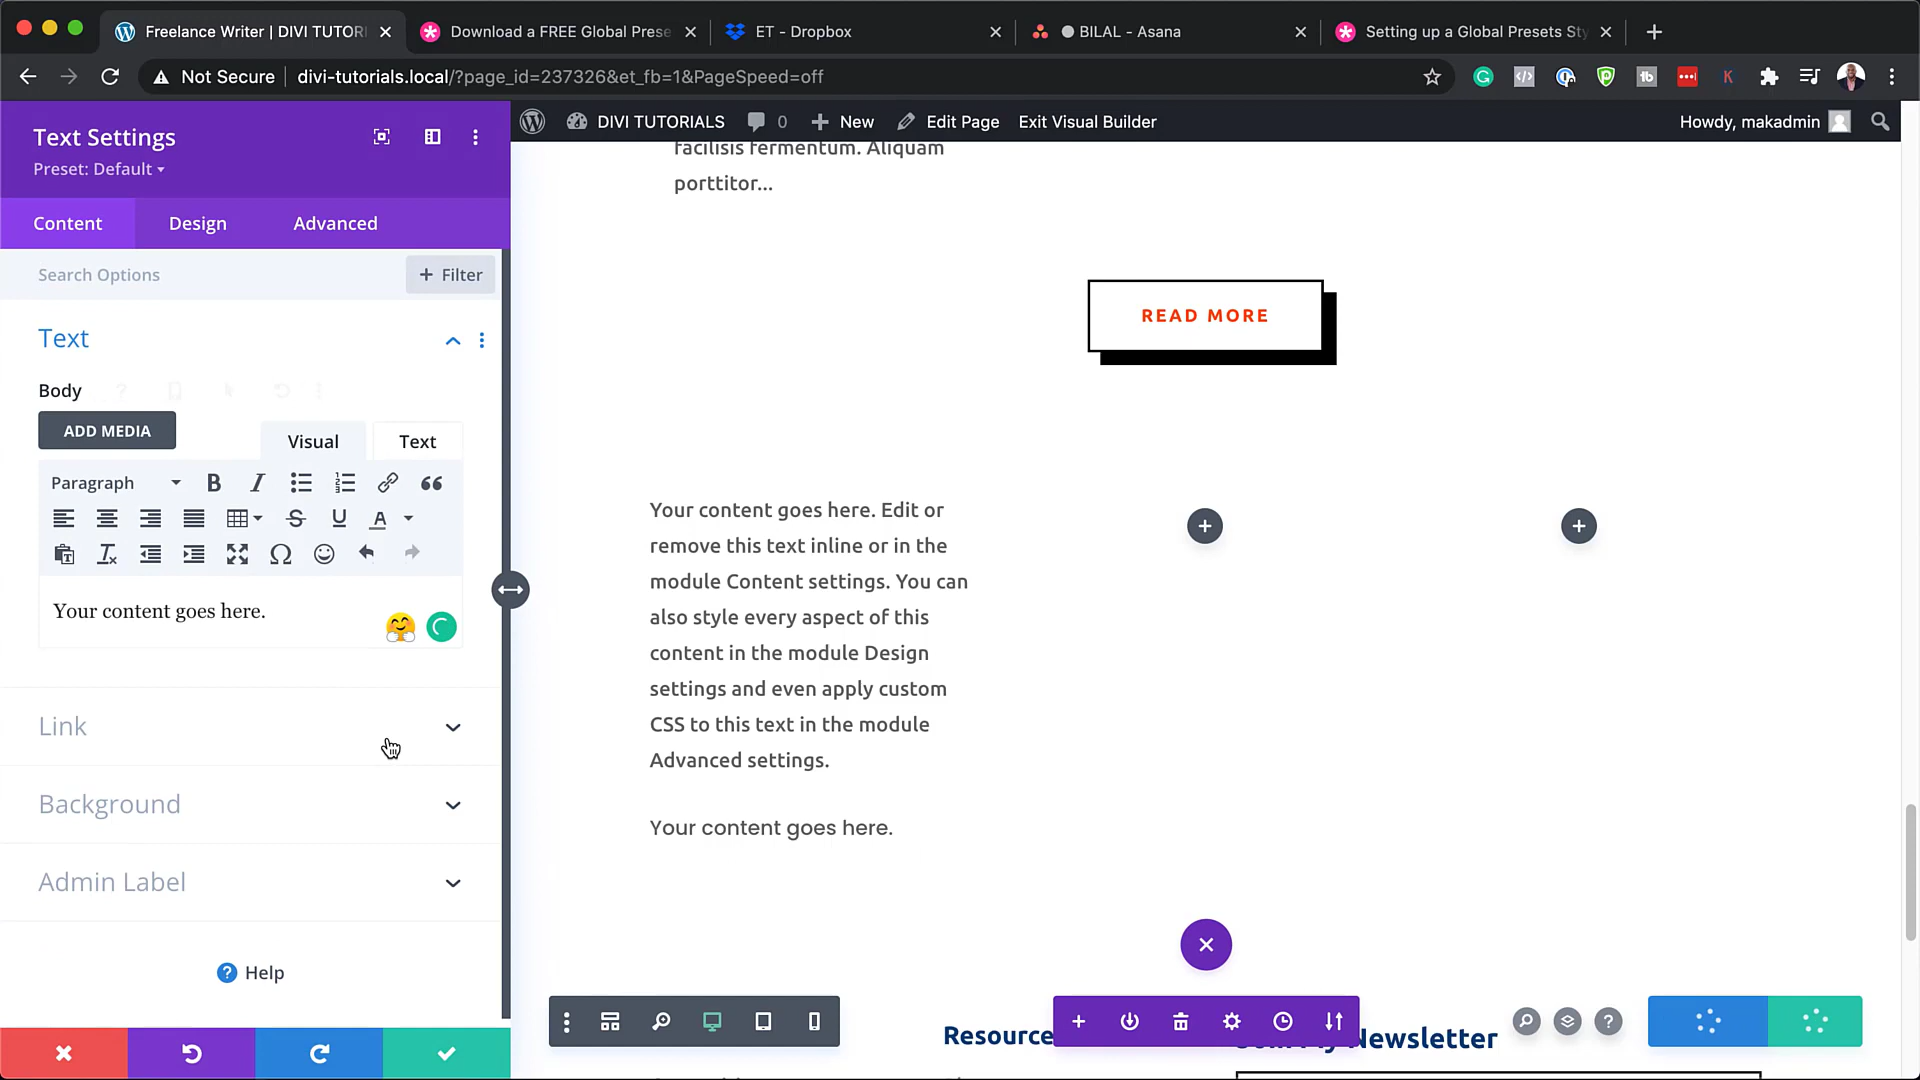 Freelance Writer | DIVI TUTORI
Download a FREE Global Prese
ET - Dropbox
BILAL - Asana
Setting up a Global Presets Sty
Not Secure
divi-tutorials.local/?page_id=237326&et_fb=1&PageSpeed=off
Text Settings
Preset: Default
DIVI TUTORIALS
0
New
Edit Page
Exit Visual Builder
Howdy, makadmin
Content
Design
Advanced
Search Options
+ Filter
Text
Body
ADD MEDIA
Visual
Text
Paragraph
Your content goes here.
Link
Background
Admin Label
Help
facilisis fermentum. Aliquam
porttitor...
READ MORE
Your content goes here. Edit or
remove this text inline or in the
module Content settings. You can
also style every aspect of this
content in the module Design
settings and even apply custom
CSS to this text in the module
Advanced settings.
Your content goes here.
Resource
Newsletter